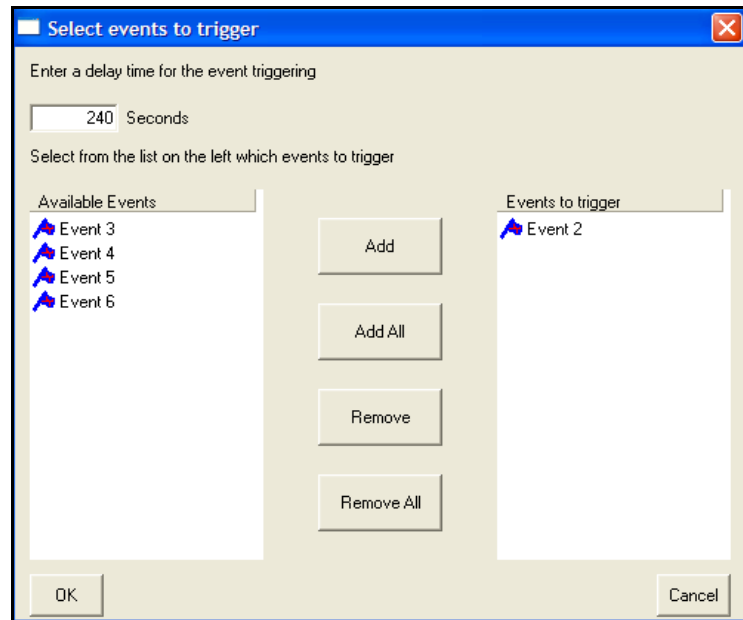 Select events to trigger
Enter a delay time for the event triggering
240 Seconds
Select from the list on the left which events to trigger
Available Events
Event 3
Event 4
Event 5
Event 6
Add
Add All
Remove
Remove All
Events to trigger
Event 2
OK
Cancel